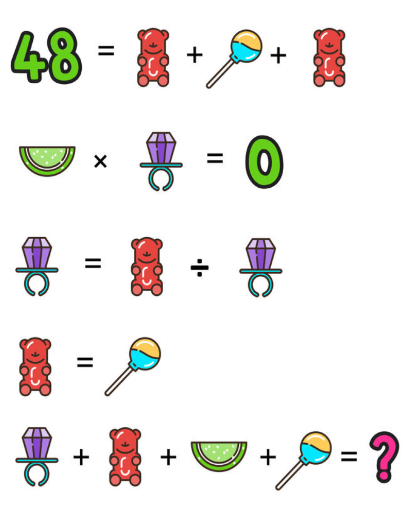 48 = + +
× = 0
= ÷
=
+ + + = ?